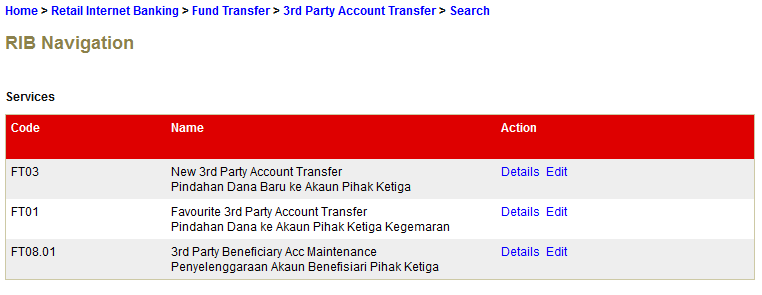 Home > Retail Internet Banking > Fund Transfer > 3rd Party Account Transfer > Search
RIB Navigation
Services
Code Name Action
FT03 New 3rd Party Account Transfer Details Edit
Pindahan Dana Baru ke Akaun Pihak Ketiga
FT01 Favourite 3rd Party Account Transfer Details Edit
Pindahan Dana ke Akaun Pihak Ketiga Kegemaran
FT08.01 3rd Party Beneficiary Acc Maintenance Details Edit
Penyelenggaraan Akaun Benefisiari Pihak Ketiga